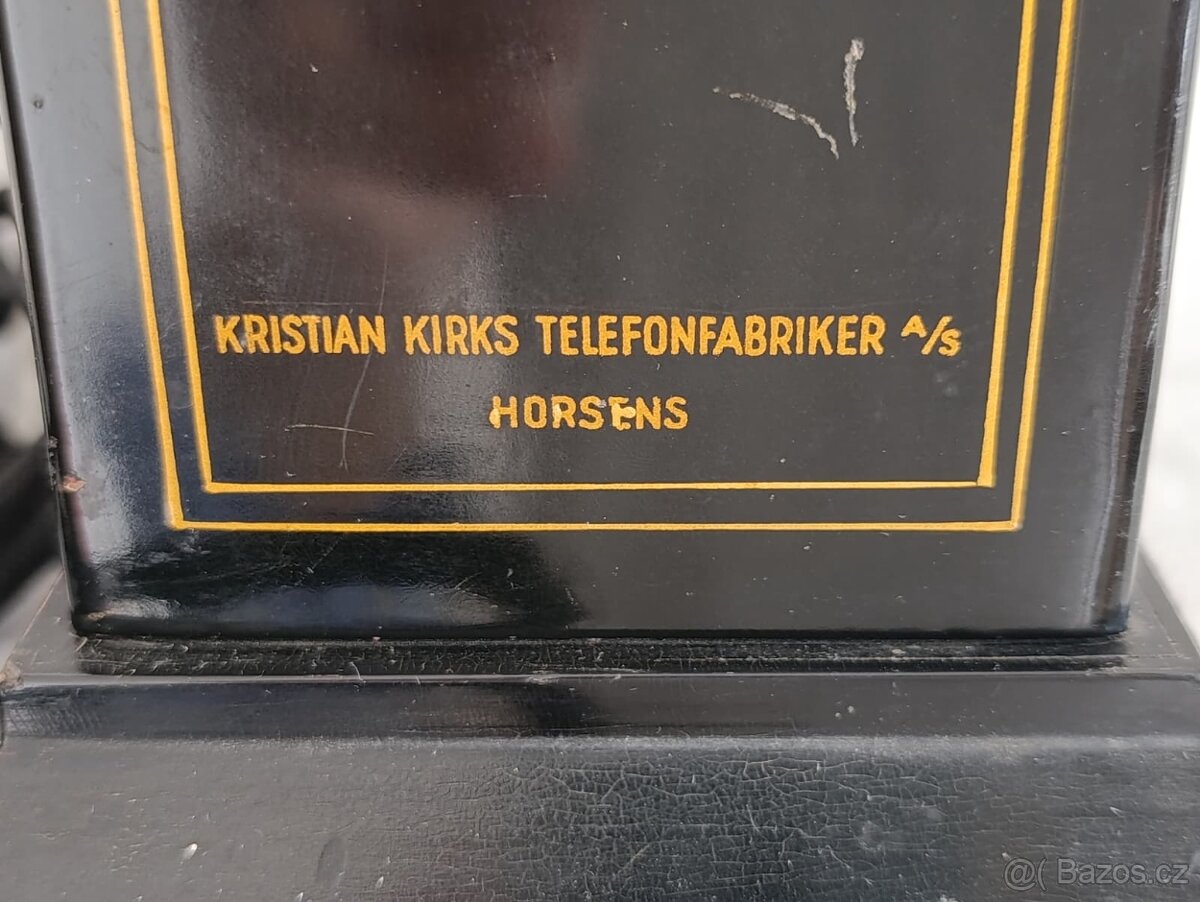 KRISTIAN KIRKS TELEFONFABRIKER A/S
HORSENS
@( Bazos.cz